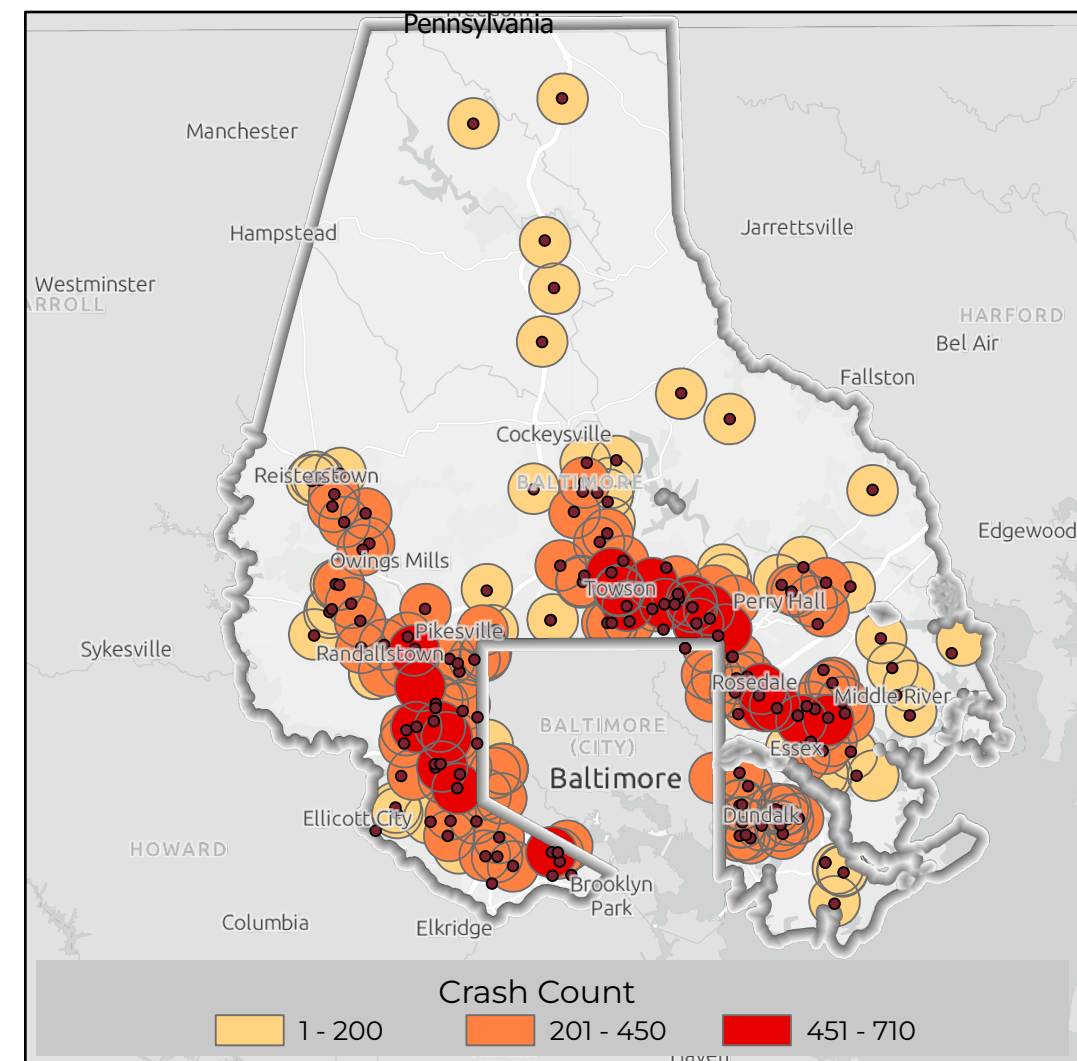 Freedom
Pennsylvania
Manchester
Hampstead
Jarrettsville
Westminster
ARROLL
HARFORD
Bel Air
Fallston
Cockeysville
Reisterstown
BALTIMORE
Edgewood
Owings Mills
Towson
Perry Hall
Pikesville
Sykesville
Randallstown
Rosedale
Middle River
BALTIMORE
(CITY)
Essex
Baltimore
Ellicott City
Dundalk
HOWARD
Brooklyn
Park
Columbia
Elkridge
Crash Count
1 - 200
201 - 450
451 - 710